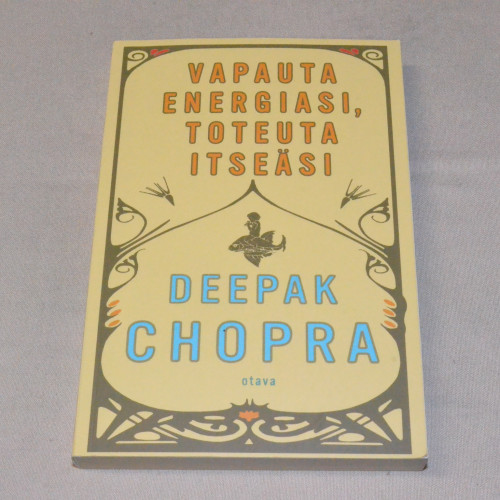 VAPAUTA
ENERGIASI,
TOTEUTA
ITSEÄSI
DEEPAK
CHOPRA
otava